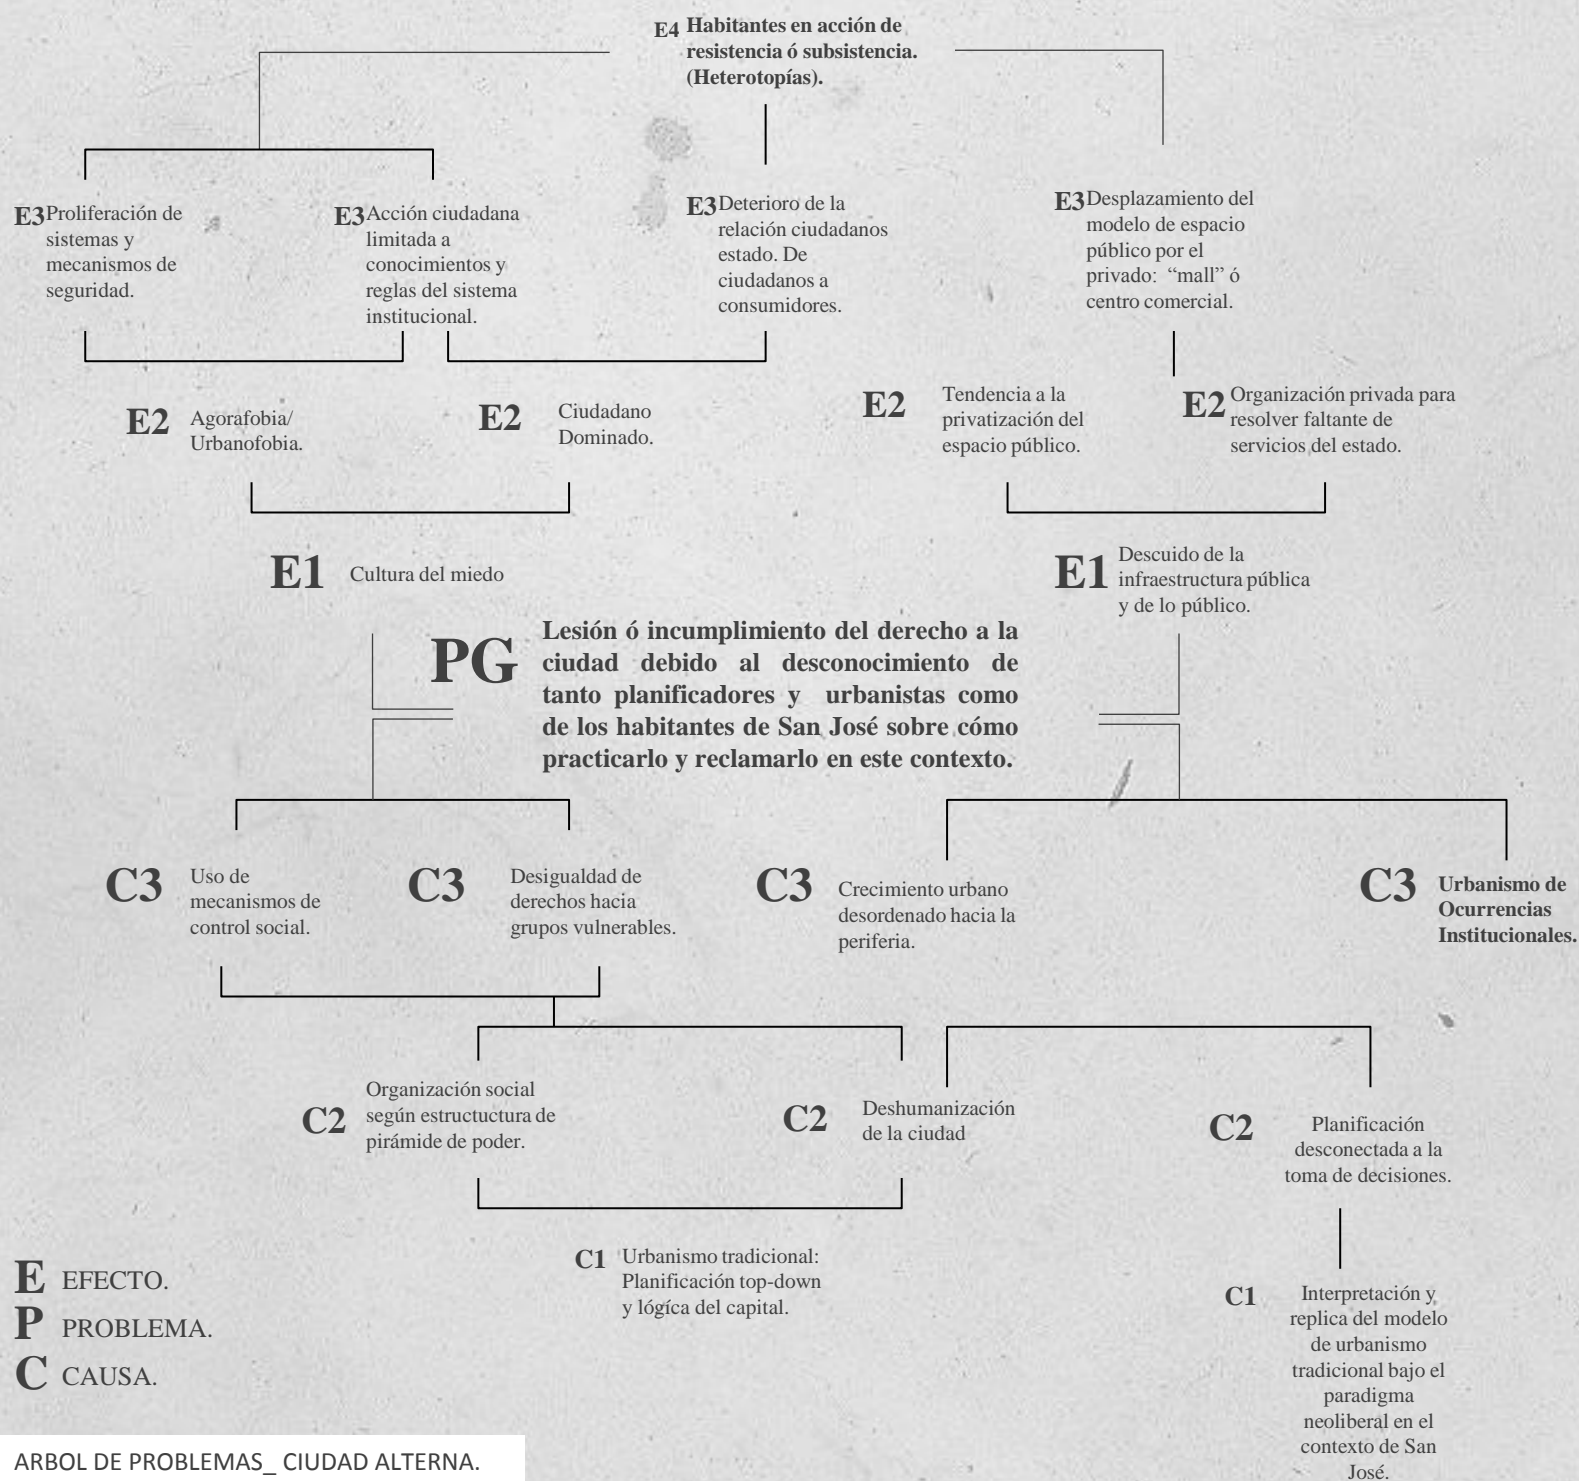 E4 Habitantes en acción de
resistencia ó subsistencia.
(Heterotopías).
E3 Proliferación de
sistemas y
mecanismos de
seguridad.
E3 Acción ciudadana
limitada a
conocimientos y
reglas del sistema
institucional.
E3 Deterioro de la
relación ciudadanos
estado. De
ciudadanos a
consumidores.
E3 Desplazamiento del
modelo de espacio
público por el
privado: “mall” ó
centro comercial.
E2 Agorafobia/
Urbanofobia.
E2 Ciudadano
Dominado.
E2 Tendencia a la
privatización del
espacio público.
E2 Organización privada para
resolver faltante de
servicios del estado.
E1 Cultura del miedo
E1 Descuido de la
infraestructura pública
y de lo público.
PG Lesión ó incumplimiento del derecho a la
ciudad debido al desconocimiento de
tanto planificadores y urbanistas como
de los habitantes de San José sobre cómo
practicarlo y reclamarlo en este contexto.
C3 Uso de
mecanismos de
control social.
C3 Desigualdad de
derechos hacia
grupos vulnerables.
C3 Crecimiento urbano
desordenado hacia la
periferia.
C3 Urbanismo de
Ocurrencias
Institucionales.
C2 Organización social
según estructuctura de
pirámide de poder.
C2 Deshumanización
de la ciudad
C2 Planificación
desconectada a la
toma de decisiones.
C1 Urbanismo tradicional:
Planificación top-down
y lógíca del capital.
C1 Interpretación y
replica del modelo
de urbanismo
tradicional bajo el
paradigma
neoliberal en el
contexto de San
José.
E EFECTO.
P PROBLEMA.
C CAUSA.
ARBOL DE PROBLEMAS_ CIUDAD ALTERNA.